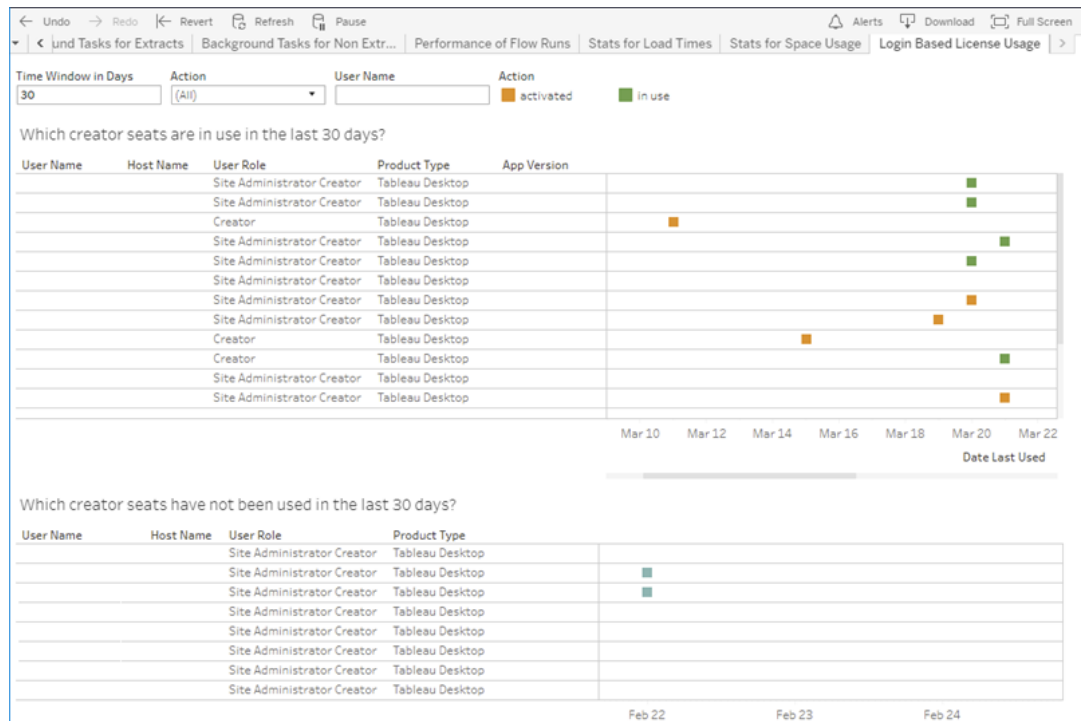 Undo Redo Revert Refresh Pause Alerts Download Full Screen
und Tasks for Extracts Background Tasks for Non Extr... Performance of Flow Runs Stats for Load Times Stats for Space Usage Login Based License Usage
Time Window in Days Action User Name Action
30 (All) activated in use
Which creator seats are in use in the last 30 days?
User Name Host Name User Role Product Type App Version
Site Administrator Creator Tableau Desktop
Site Administrator Creator Tableau Desktop
Creator Tableau Desktop
Site Administrator Creator Tableau Desktop
Site Administrator Creator Tableau Desktop
Site Administrator Creator Tableau Desktop
Site Administrator Creator Tableau Desktop
Site Administrator Creator Tableau Desktop
Creator Tableau Desktop
Creator Tableau Desktop
Site Administrator Creator Tableau Desktop
Site Administrator Creator Tableau Desktop
Mar 10 Mar 12 Mar 14 Mar 16 Mar 18 Mar 20 Mar 22
Date Last Used
Which creator seats have not been used in the last 30 days?
User Name Host Name User Role Product Type
Site Administrator Creator Tableau Desktop
Site Administrator Creator Tableau Desktop
Site Administrator Creator Tableau Desktop
Site Administrator Creator Tableau Desktop
Site Administrator Creator Tableau Desktop
Site Administrator Creator Tableau Desktop
Site Administrator Creator Tableau Desktop
Site Administrator Creator Tableau Desktop
Feb 22 Feb 23 Feb 24